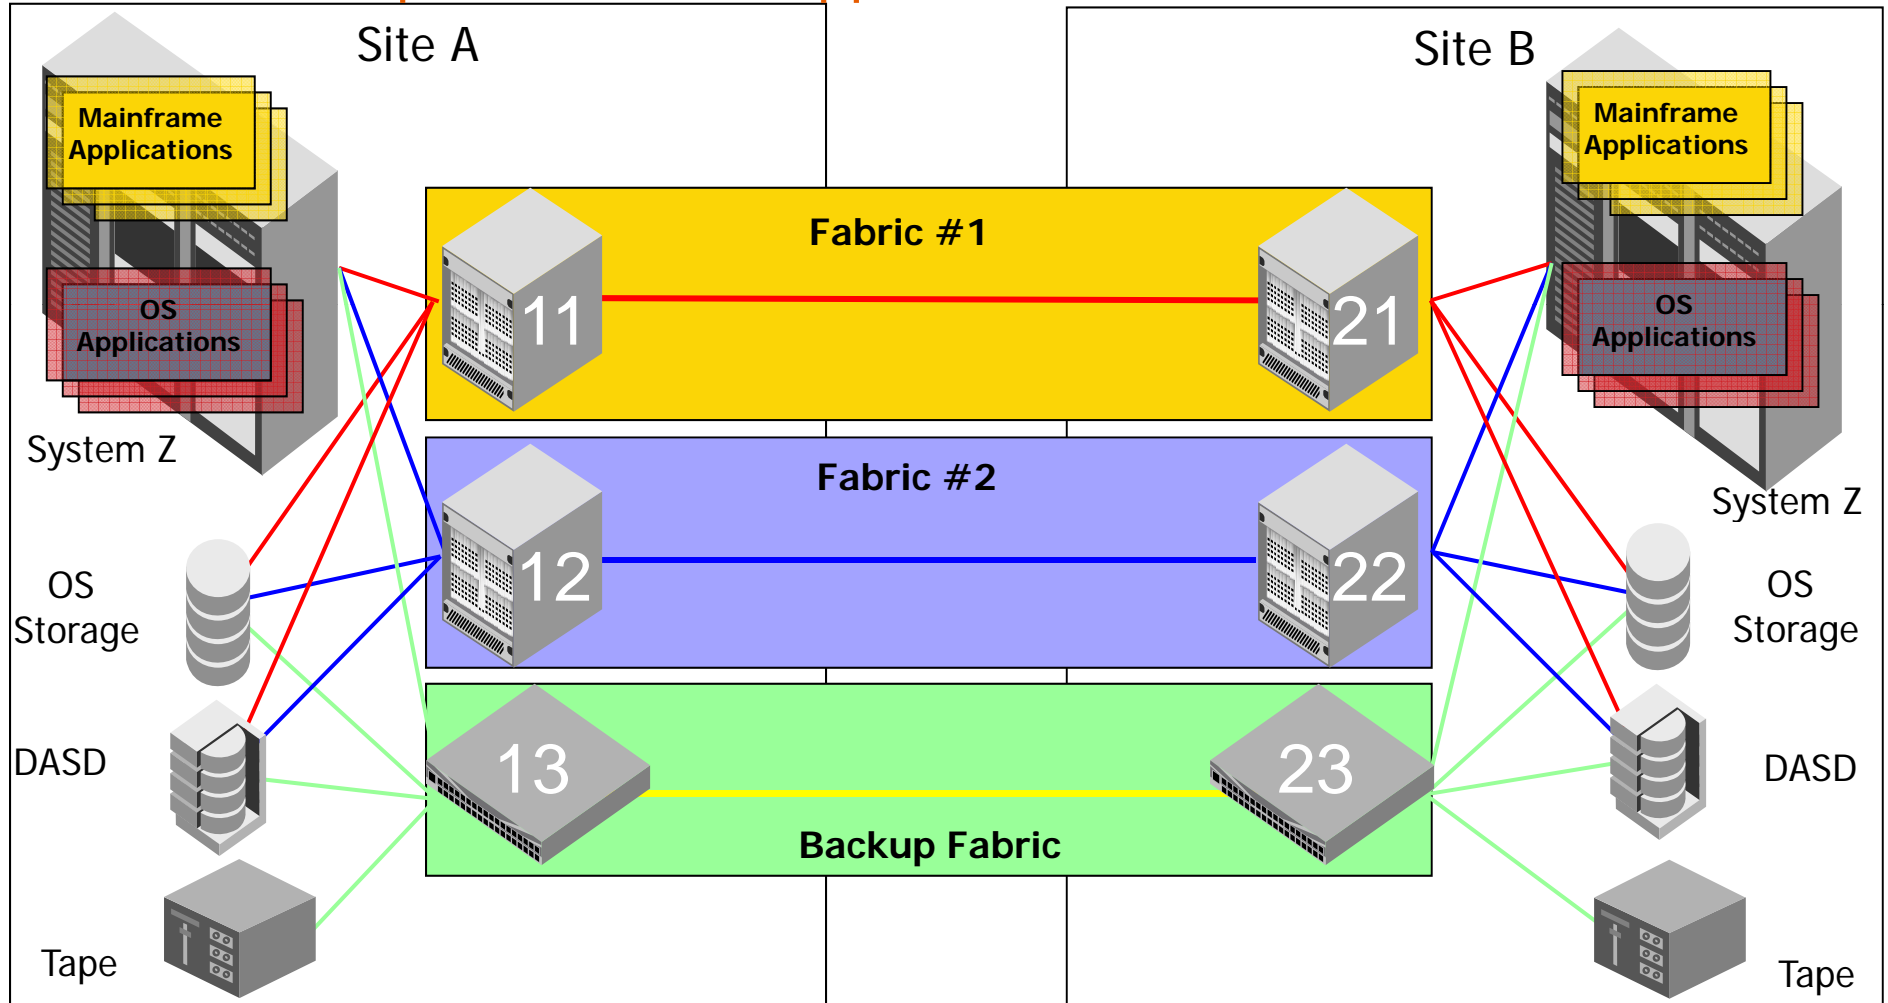 Site A
Site B
Mainframe
Applications
Mainframe
Applications
Fabric #1
OS
Applications
11
21
OS
Applications
System Z
Fabric #2
System Z
12
22
OS
Storage
OS
Storage
DASD
13
23
DASD
Backup Fabric
Tape
Tape